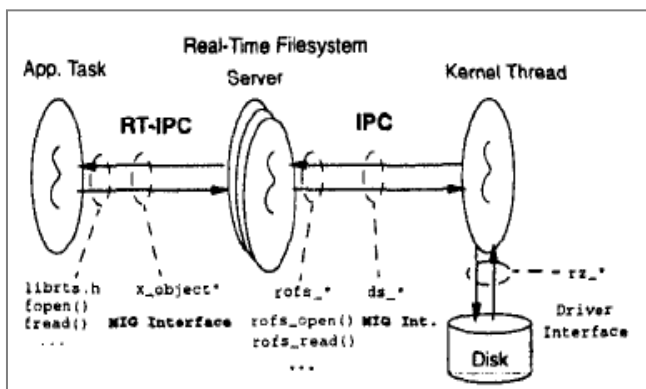 Real-Time Filesystem
App. Task
Server
Kernel Thread
RT-IPC
IPC
librts.h
fopen()
fread()
...
x_object*
MIG Interface
rofs_*
rofs_open()
rofs_read()
...
ds_*
MIG Int.
rz_*
Driver
Interface
Disk